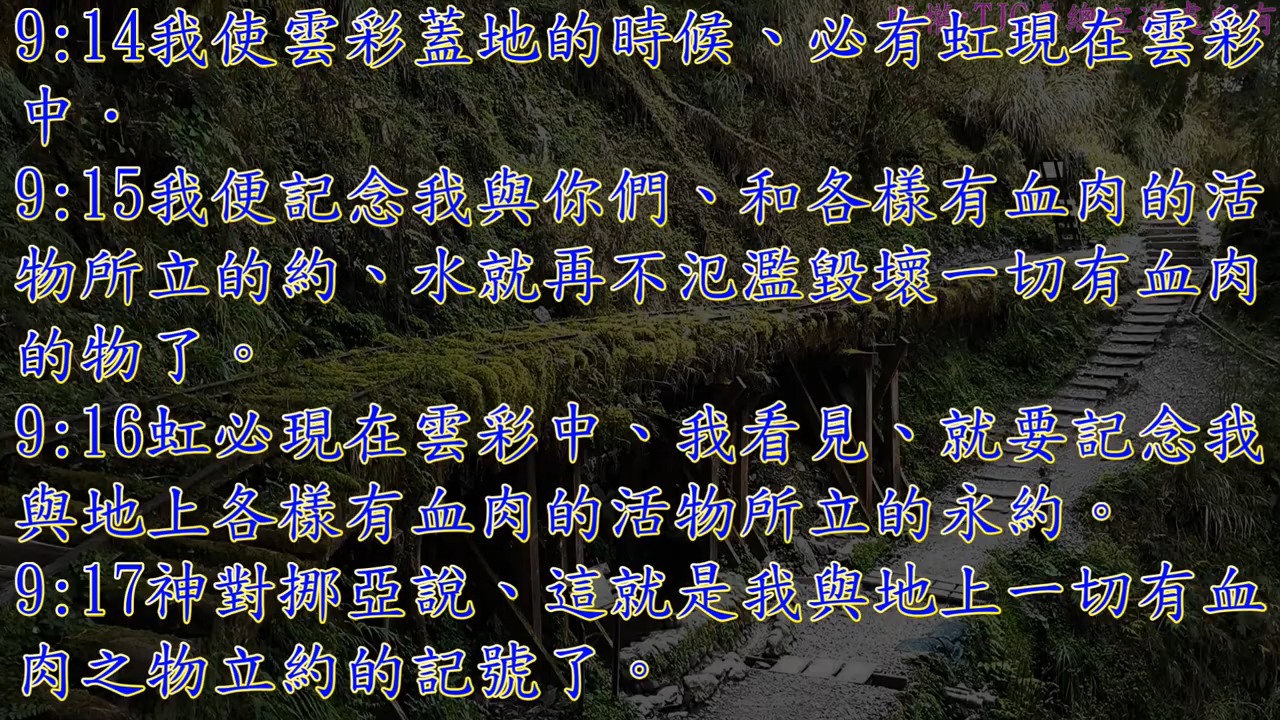 9:14我使雲彩蓋地的時候、必有虹現在雲彩
中．
9:15我便記念我與你們、和各樣有血肉的活
物所立的約、水就再不氾濫毀壞一切有血肉
的物了。
9:16虹必現在雲彩中、我看見、就要記念我
與地上各樣有血肉的活物所立的永約。
9:17神對挪亞說、這就是我與地上一切有血
肉之物立約的記號了。